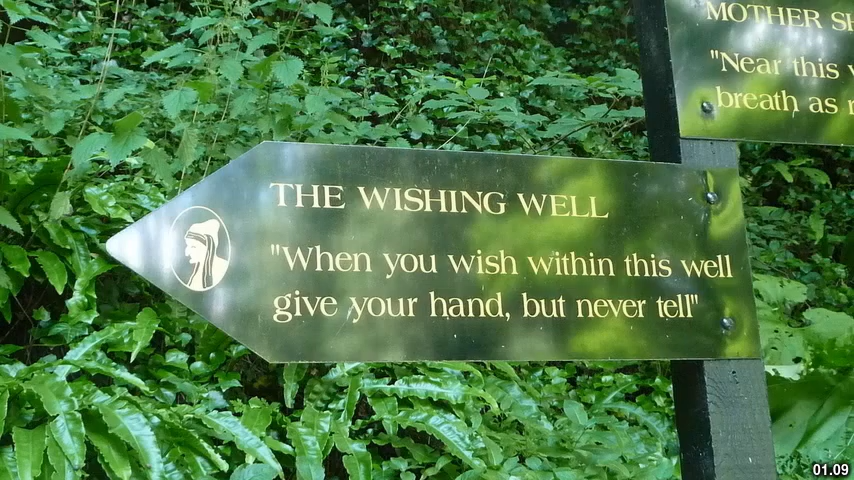 THE WISHING WELL
"When you wish within this well
give your hand, but never tell"
MOTHER
"Near this
breath as
01.09